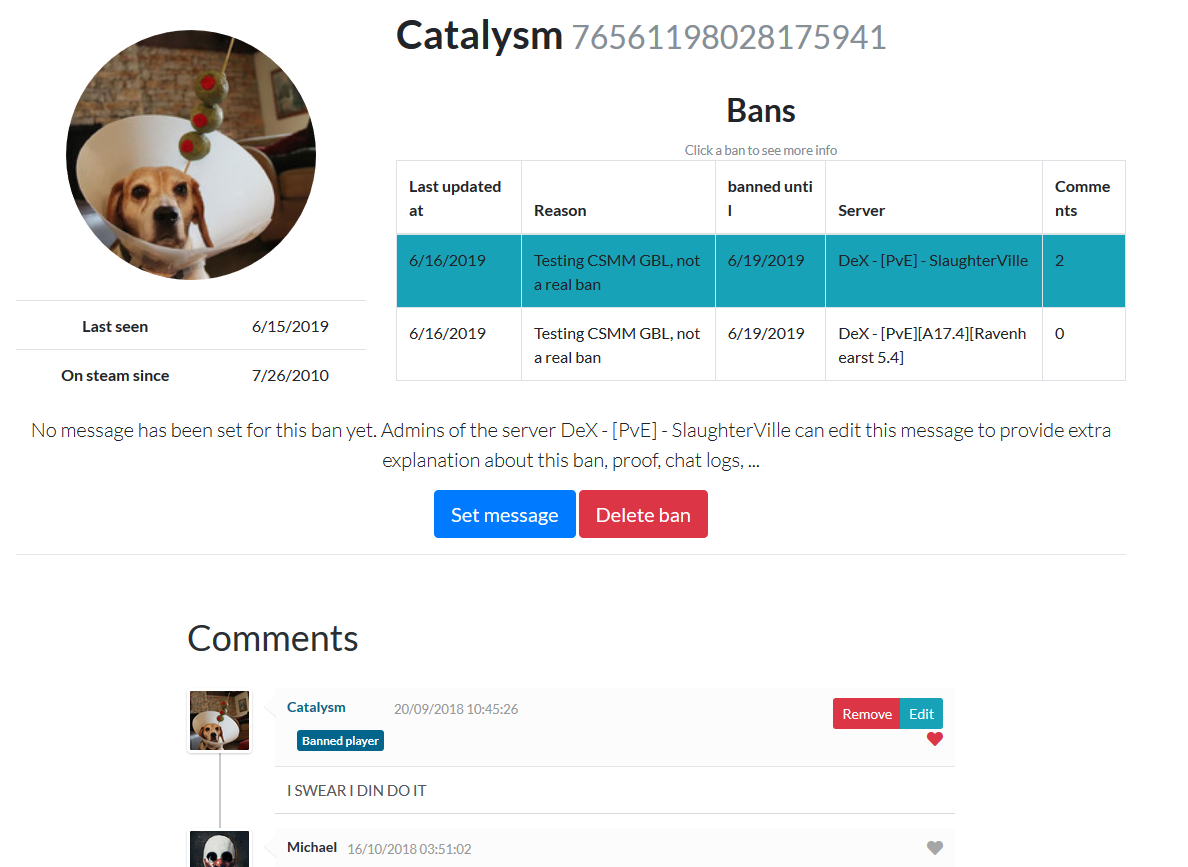 Catalysm 76561198028175941
Bans
Click a ban to see more info
Last updated at Reason banned until Server Comments
6/16/2019 Testing CSMM GBL, not a real ban 6/19/2019 DeX - [PvE] - SlaughterVille 2
6/16/2019 Testing CSMM GBL, not a real ban 6/19/2019 DeX - [PvE][A17.4][Ravenhearst 5.4] 0
Last seen 6/15/2019
On steam since 7/26/2010
No message has been set for this ban yet. Admins of the server DeX - [PvE] - SlaughterVille can edit this message to provide extra
explanation about this ban, proof, chat logs, ...
Set message Delete ban
Comments
Catalysm 20/09/2018 10:45:26 Remove Edit
Banned player
I SWEAR I DIN DO IT
Michael 16/10/2018 03:51:02